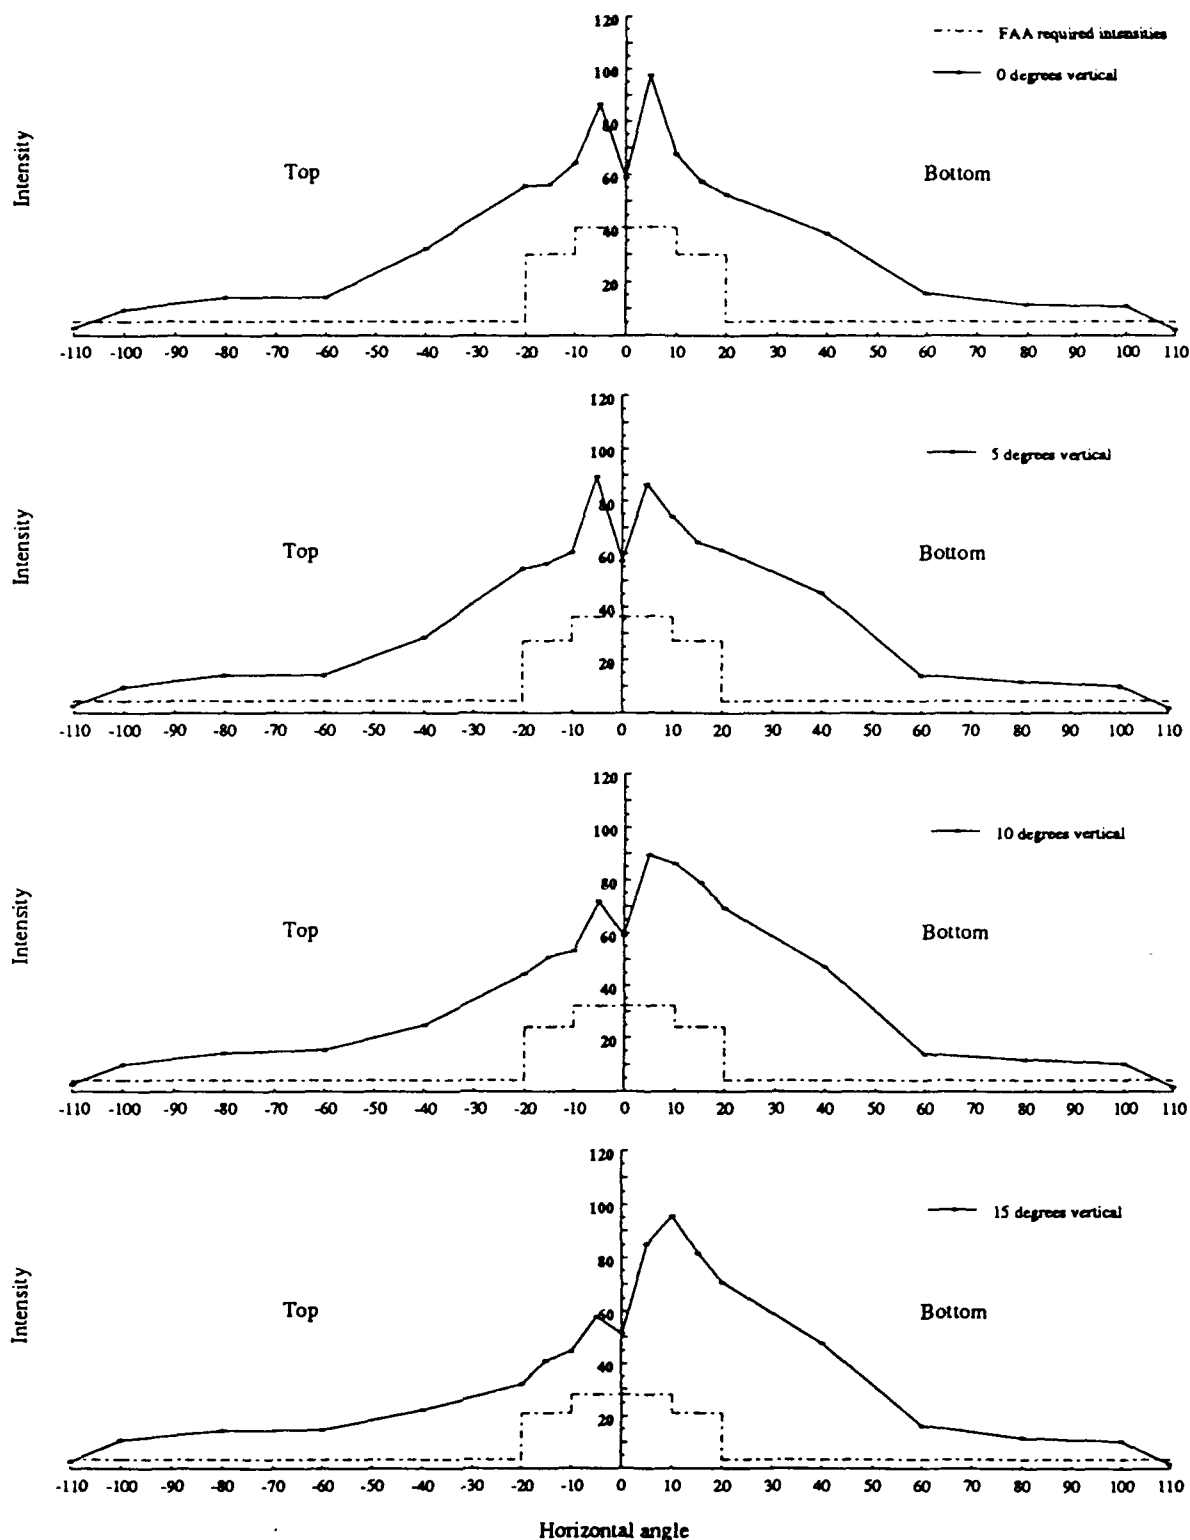 120
FAA required intensities
0 degrees vertical
100
80
60
40
20
Intensity
Top
Bottom
-110 -100 -90 -80 -70 -60 -50 -40 -30 -20 -10 0 10 20 30 40 50 60 70 80 90 100 110
120
5 degrees vertical
100
80
60
40
20
Intensity
Top
Bottom
-110 -100 -90 -80 -70 -60 -50 -40 -30 -20 -10 0 10 20 30 40 50 60 70 80 90 100 110
120
10 degrees vertical
100
80
60
40
20
Intensity
Top
Bottom
-110 -100 -90 -80 -70 -60 -50 -40 -30 -20 -10 0 10 20 30 40 50 60 70 80 90 100 110
120
15 degrees vertical
100
80
60
40
20
Intensity
Top
Bottom
-110 -100 -90 -80 -70 -60 -50 -40 -30 -20 -10 0 10 20 30 40 50 60 70 80 90 100 110
Horizontal angle